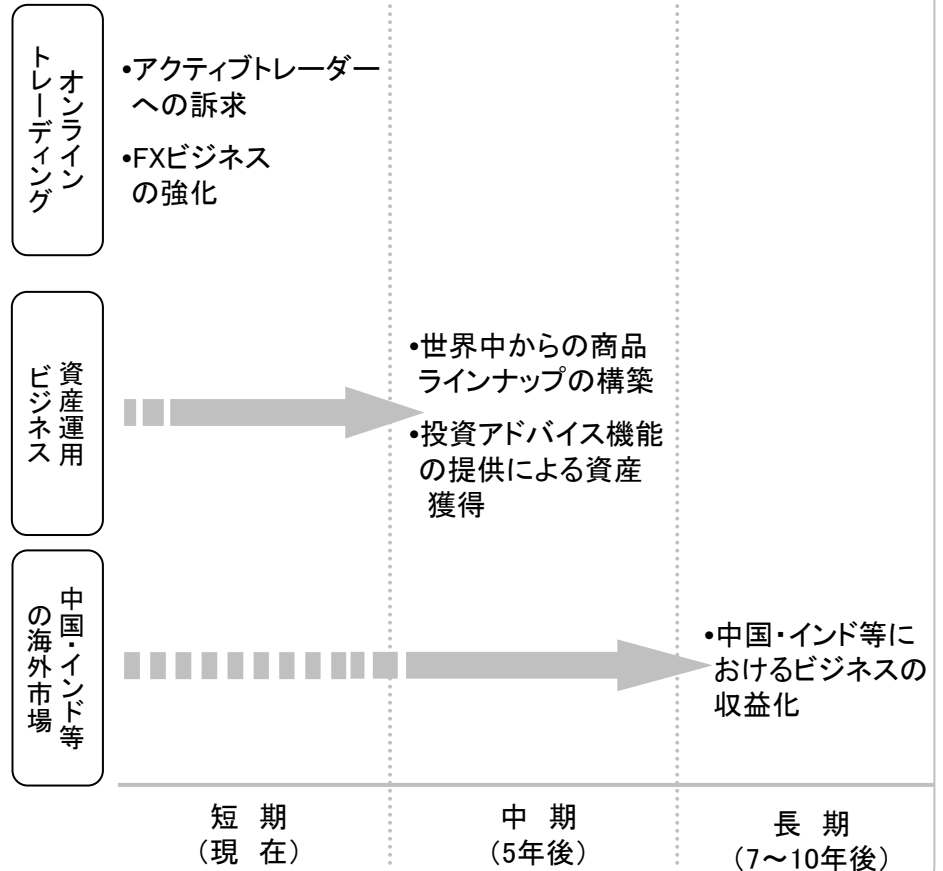 オンライン
トレーディング
•アクティブトレーダー
への訴求
•FXビジネス
の強化
資産運用
ビジネス
•世界中からの商品
ラインナップの構築
•投資アドバイス機能
の提供による資産
獲得
中国・インド等
の海外市場
•中国・インド等に
おけるビジネスの
収益化
短 期
（現 在）
中 期
（5年後）
長 期
（7～10年後）